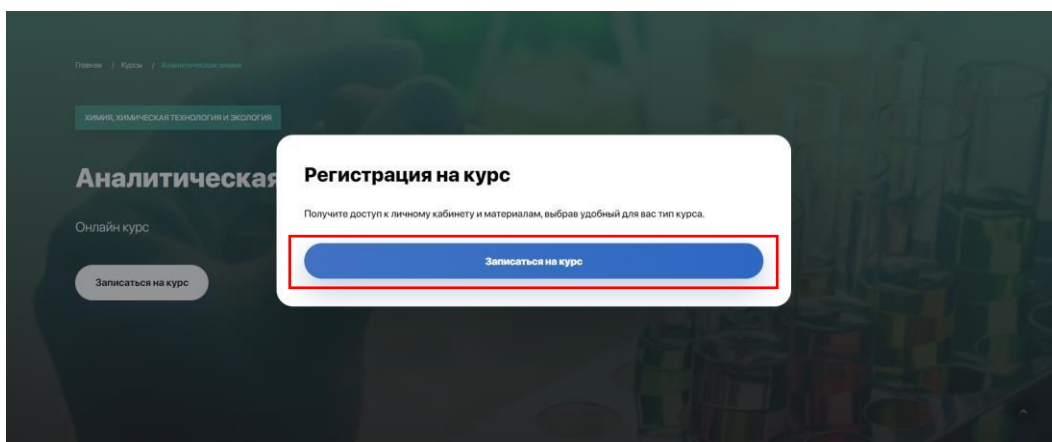 Главная / Курсы / Аналитическая химия
ХИМИЯ, ХИМИЧЕСКАЯ ТЕХНОЛОГИЯ И ЭКОЛОГИЯ
Аналитическая
Онлайн курс
Записаться на курс
Регистрация на курс
Получите доступ к личному кабинету и материалам, выбрав удобный для вас тип курса.
Записаться на курс